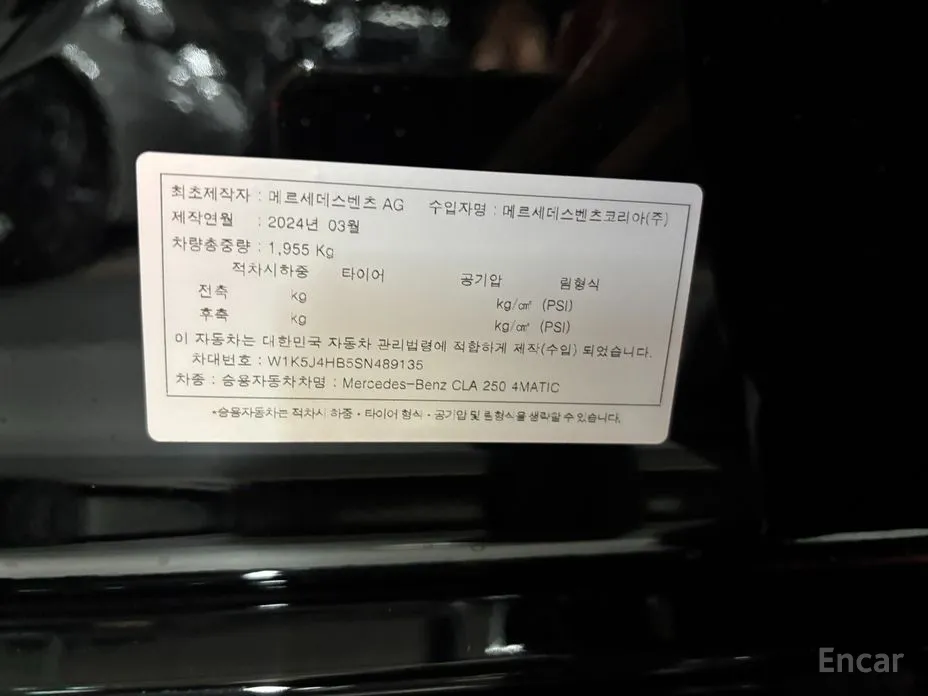 최초제작자 : 메르세데스벤츠 AG 수입자명 : 메르세데스벤츠코리아(주)
제작연월 : 2024년 03월
차량총중량 : 1,955 Kg
적차시하중 타이어 공기압 림형식
전축 kg kg/㎠ (PSI)
후축 kg kg/㎠ (PSI)
이 자동차는 대한민국 자동차 관리법령에 적합하게 제작(수입) 되었습니다.
차대번호 : W1K5J4HB5SN489135
차종 : 승용자동차차명 : Mercedes-Benz CLA 250 4MATIC
*승용자동차는 적차시 하중·타이어 형식·공기압 및 림형식을 생략할 수 있습니다.
Encar